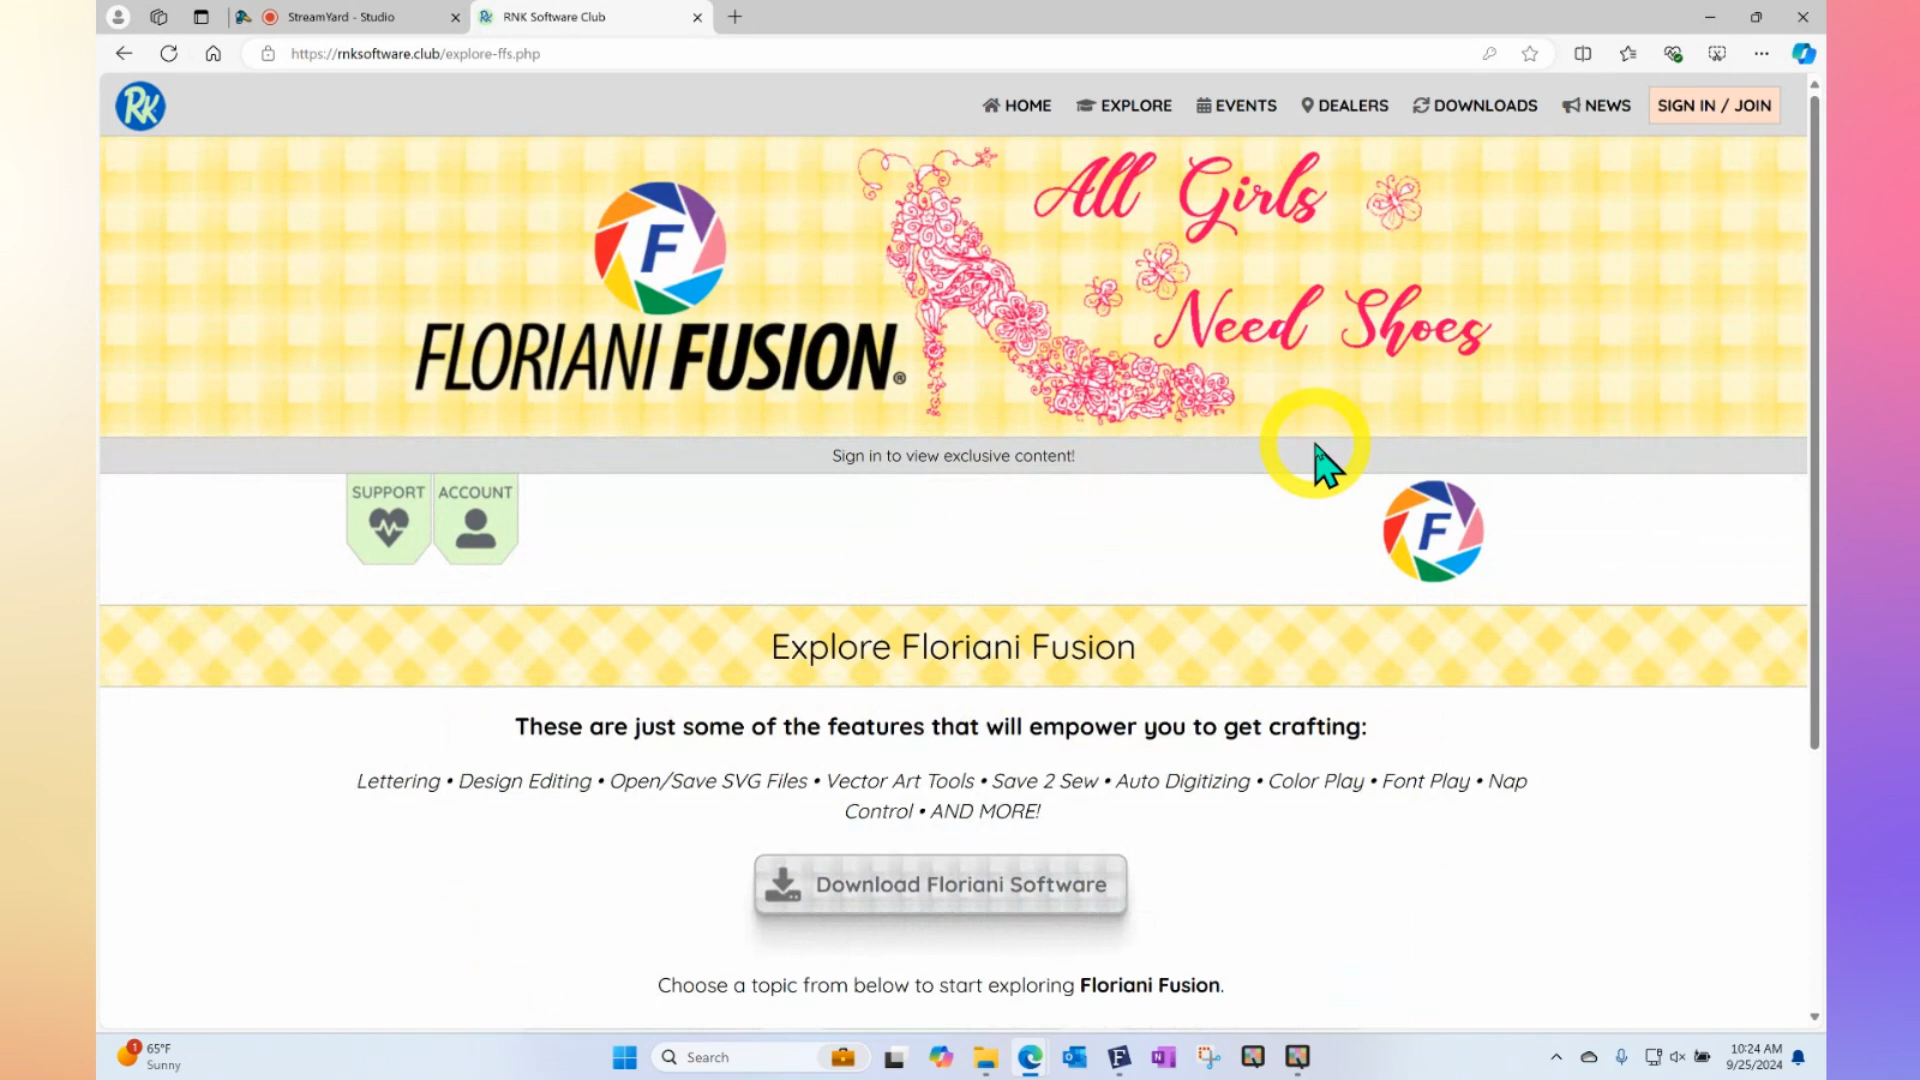 StreamYard - Studio
RNK Software Club
https://rnksoftware.club/explore-ffs.php
RK
HOME
EXPLORE
EVENTS
DEALERS
DOWNLOADS
NEWS
SIGN IN / JOIN
F
FLORIANI FUSION®
All Girls
Need Shoes
Sign in to view exclusive content!
SUPPORT
ACCOUNT
F
Explore Floriani Fusion
These are just some of the features that will empower you to get crafting:
Lettering • Design Editing • Open/Save SVG Files • Vector Art Tools • Save 2 Sew • Auto Digitizing • Color Play • Font Play • Nap
Control • AND MORE!
Download Floriani Software
Choose a topic from below to start exploring Floriani Fusion.
1
65°F
Sunny
Search
10:24 AM
9/25/2024